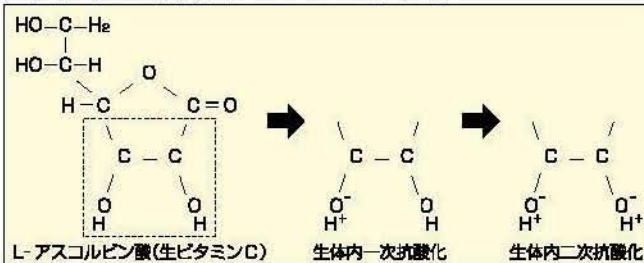 HO-C-H₂
HO-C-H
O
H-C C=O
C-C
O O
H H
C-C
O⁻ O
H⁺ H
C-C
O⁻ O⁻
H⁺ H⁺
L-アスコルビン酸(生ビタミンC)
生体内一次抗酸化
生体内二次抗酸化